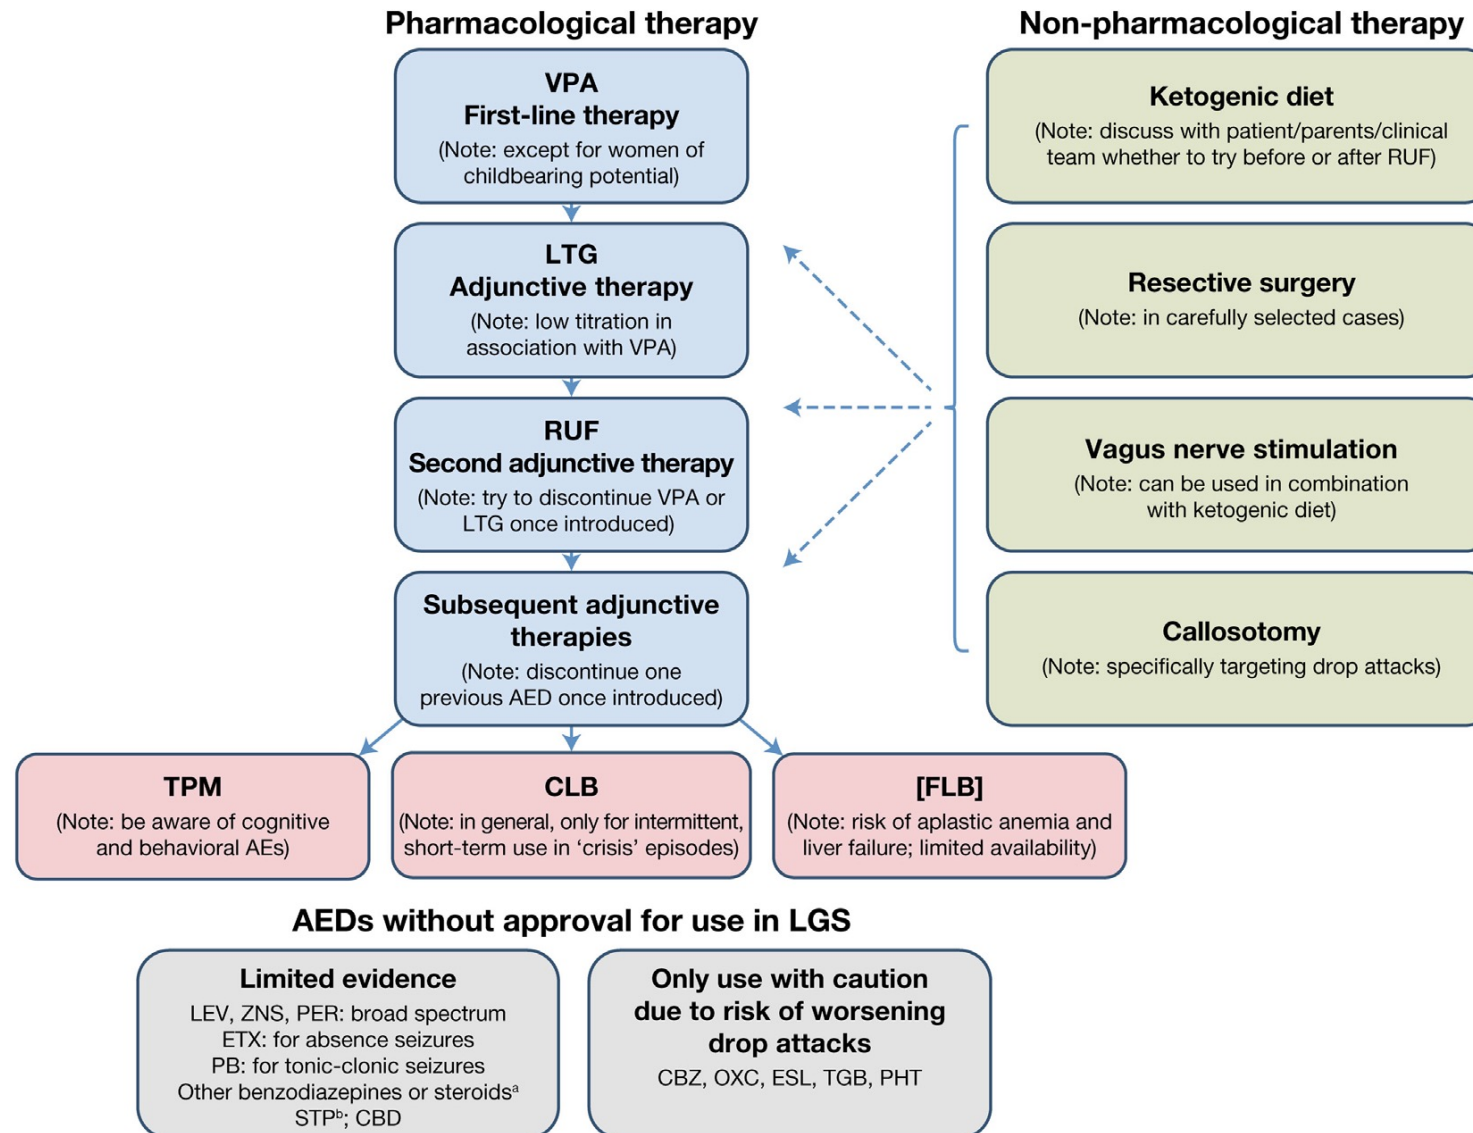 Pharmacological therapy
VPA
First-line therapy
(Note: except for women of
childbearing potential)
LTG
Adjunctive therapy
(Note: low titration in
association with VPA)
RUF
Second adjunctive therapy
(Note: try to discontinue VPA or
LTG once introduced)
Subsequent adjunctive
therapies
(Note: discontinue one
previous AED once introduced)
TPM
(Note: be aware of cognitive
and behavioral AEs)
CLB
(Note: in general, only for intermittent,
short-term use in ‘crisis’ episodes)
[FLB]
(Note: risk of aplastic anemia and
liver failure; limited availability)
Non-pharmacological therapy
Ketogenic diet
(Note: discuss with patient/parents/clinical
team whether to try before or after RUF)
Resective surgery
(Note: in carefully selected cases)
Vagus nerve stimulation
(Note: can be used in combination
with ketogenic diet)
Callosotomy
(Note: specifically targeting drop attacks)
AEDs without approval for use in LGS
Limited evidence
LEV, ZNS, PER: broad spectrum
ETX: for absence seizures
PB: for tonic-clonic seizures
Other benzodiazepines or steroidsᵃ
STPᵇ; CBD
Only use with caution
due to risk of worsening
drop attacks
CBZ, OXC, ESL, TGB, PHT